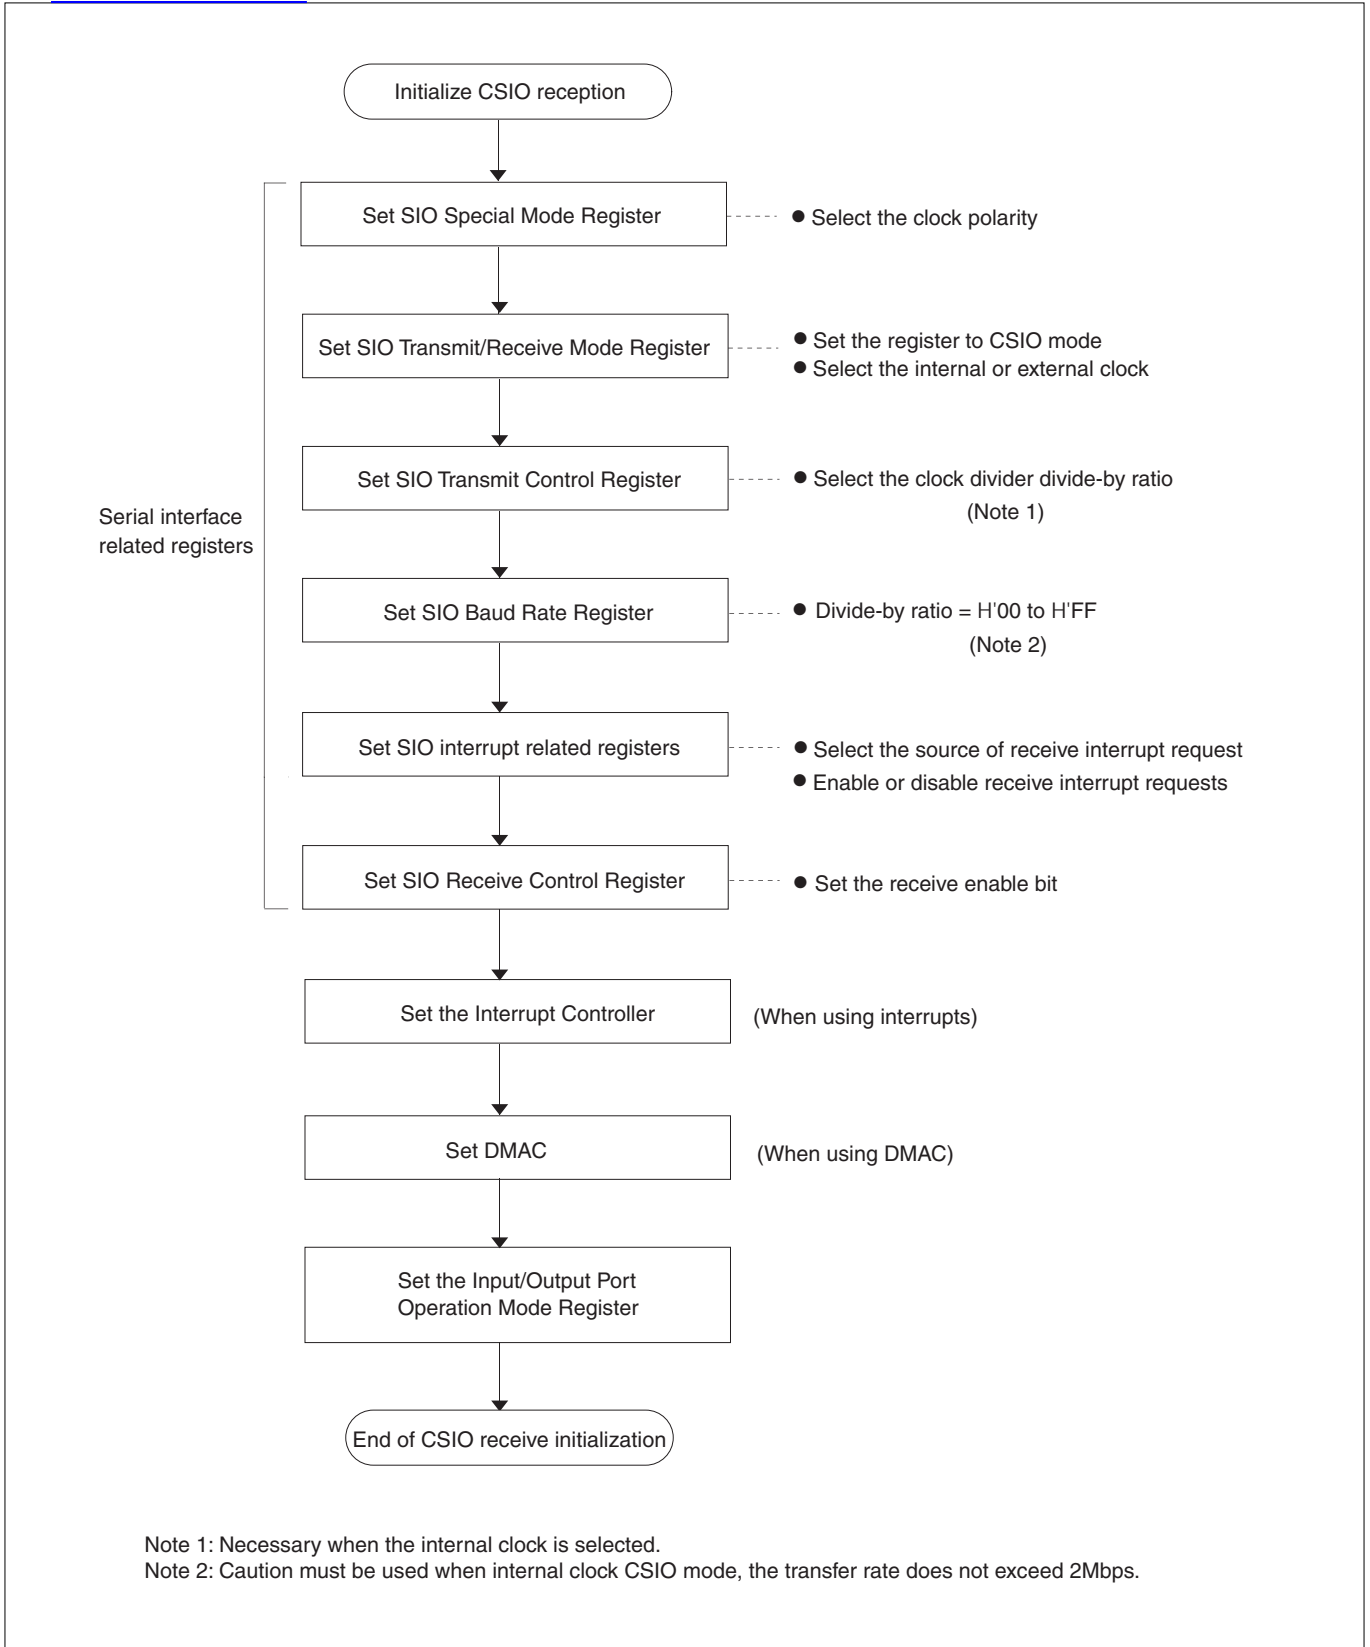 Initialize CSIO reception
Set SIO Special Mode Register
● Select the clock polarity
Set SIO Transmit/Receive Mode Register
● Set the register to CSIO mode
● Select the internal or external clock
Set SIO Transmit Control Register
● Select the clock divider divide-by ratio
(Note 1)
Serial interface
related registers
Set SIO Baud Rate Register
● Divide-by ratio = H'00 to H'FF
(Note 2)
Set SIO interrupt related registers
● Select the source of receive interrupt request
● Enable or disable receive interrupt requests
Set SIO Receive Control Register
● Set the receive enable bit
Set the Interrupt Controller
(When using interrupts)
Set DMAC
(When using DMAC)
Set the Input/Output Port
Operation Mode Register
End of CSIO receive initialization
Note 1: Necessary when the internal clock is selected.
Note 2: Caution must be used when internal clock CSIO mode, the transfer rate does not exceed 2Mbps.